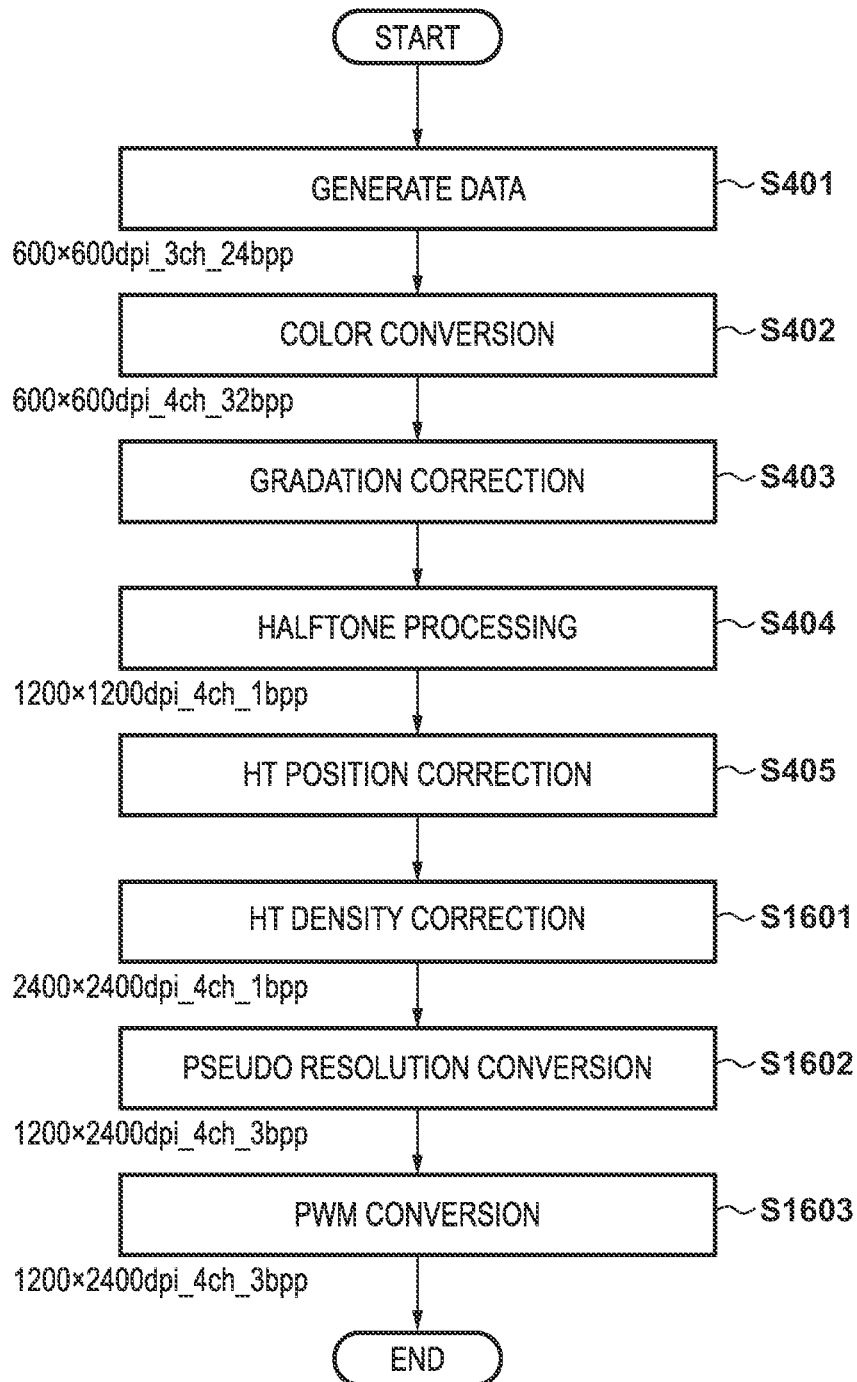 START
GENERATE DATA S401
600×600dpi_3ch_24bpp
COLOR CONVERSION S402
600×600dpi_4ch_32bpp
GRADATION CORRECTION S403
HALFTONE PROCESSING S404
1200×1200dpi_4ch_1bpp
HT POSITION CORRECTION S405
HT DENSITY CORRECTION S1601
2400×2400dpi_4ch_1bpp
PSEUDO RESOLUTION CONVERSION S1602
1200×2400dpi_4ch_3bpp
PWM CONVERSION S1603
1200×2400dpi_4ch_3bpp
END